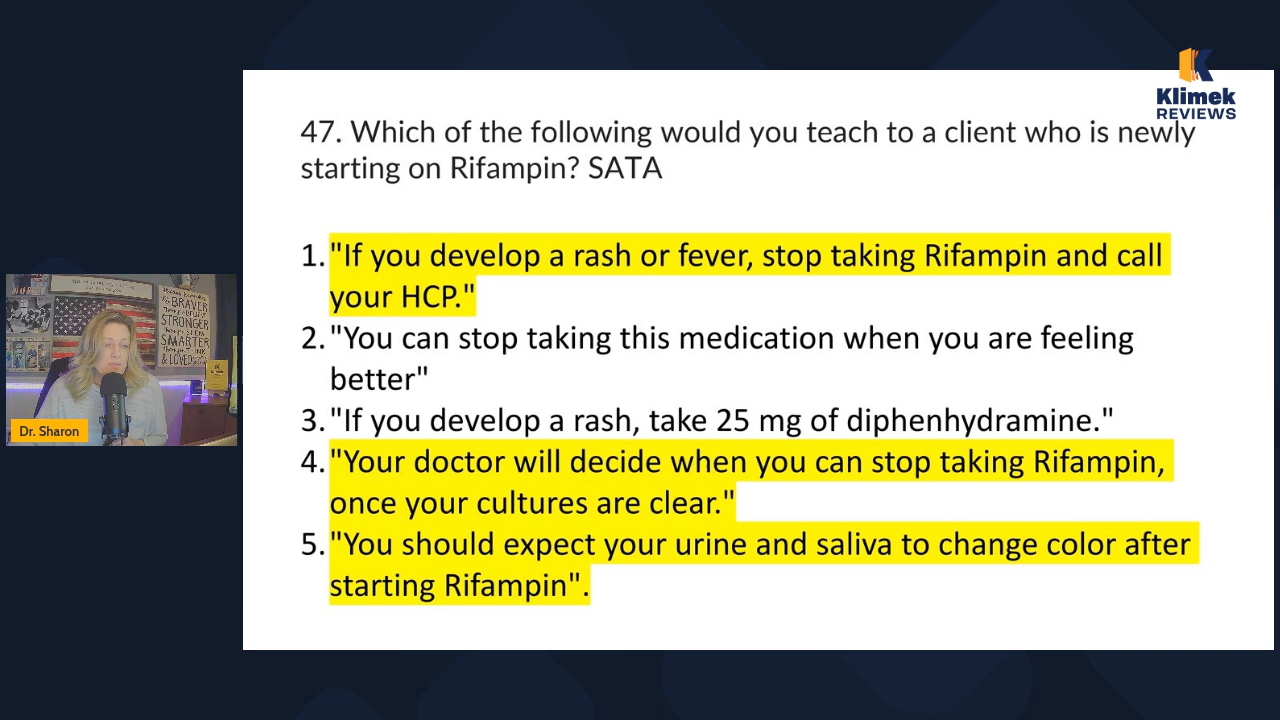 Klimek
REVIEWS
47. Which of the following would you teach to a client who is newly
starting on Rifampin? SATA
1. "If you develop a rash or fever, stop taking Rifampin and call
your HCP."
2. "You can stop taking this medication when you are feeling
better"
3. "If you develop a rash, take 25 mg of diphenhydramine."
4. "Your doctor will decide when you can stop taking Rifampin,
once your cultures are clear."
5. "You should expect your urine and saliva to change color after
starting Rifampin".
BRAVER
STRONGER
SMARTER
& LOVED
Dr. Sharon